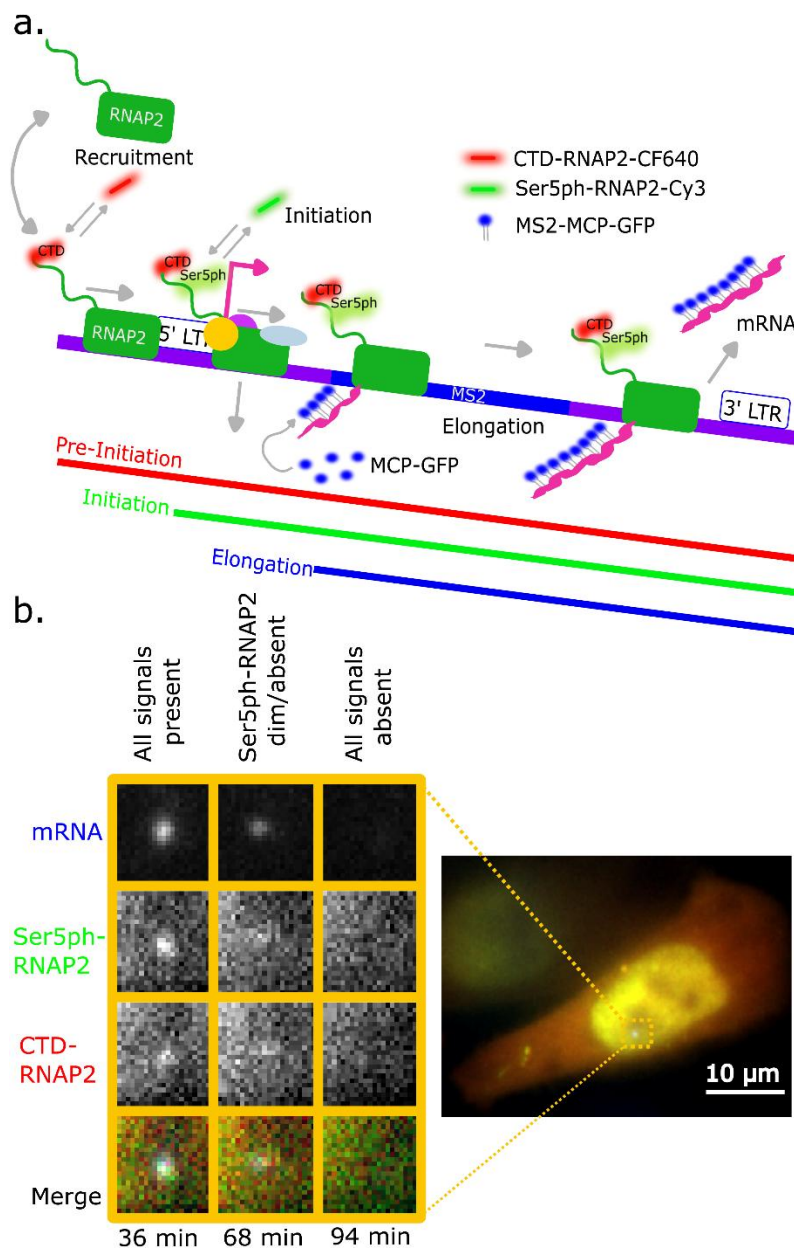 a.
RNAP2
Recruitment
CTD-RNAP2-CF640
Ser5ph-RNAP2-Cy3
MS2-MCP-GFP
Initiation
CTD
CTD
Ser5ph
CTD
Ser5ph
CTD
Ser5ph
mRNA
RNAP2
5' LTR
MS2
Elongation
3' LTR
MCP-GFP
Pre-Initiation
Initiation
Elongation
b.
All signals
present
Ser5ph-RNAP2
dim/absent
All signals
absent
mRNA
Ser5ph-
RNAP2
CTD-
RNAP2
Merge
10 µm
36 min
68 min
94 min